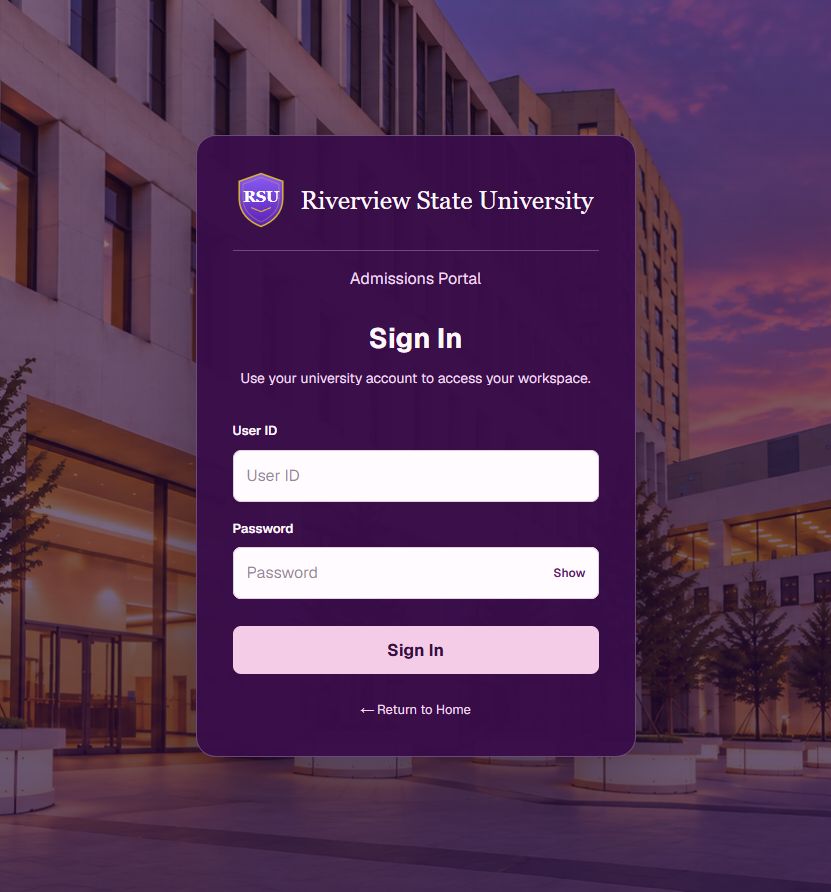 RSU
Riverview State University
Admissions Portal
Sign In
Use your university account to access your workspace.
User ID
User ID
Password
Password
Show
Sign In
← Return to Home